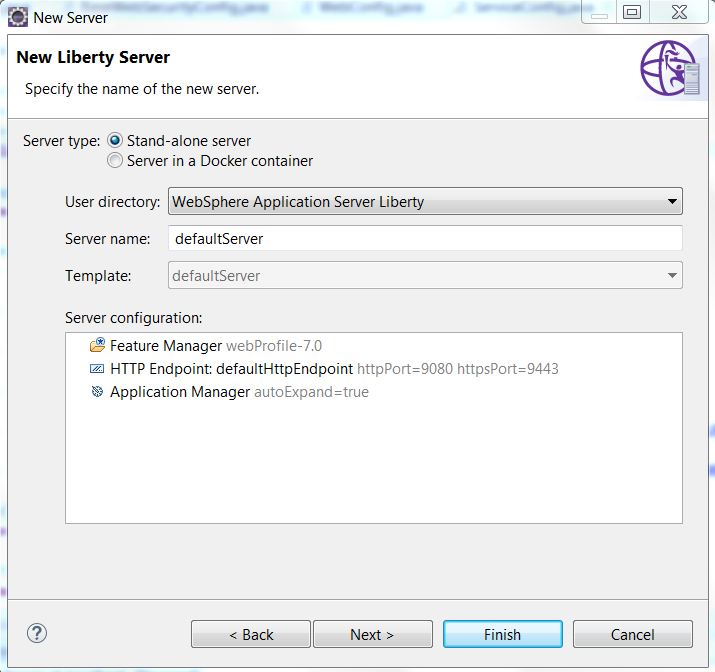 New Server
New Liberty Server
Specify the name of the new server.
Server type: Stand-alone server
Server in a Docker container
User directory: WebSphere Application Server Liberty
Server name: defaultServer
Template: defaultServer
Server configuration:
Feature Manager webProfile-7.0
HTTP Endpoint: defaultHttpEndpoint httpPort=9080 httpsPort=9443
Application Manager autoExpand=true
?
< Back Next > Finish Cancel